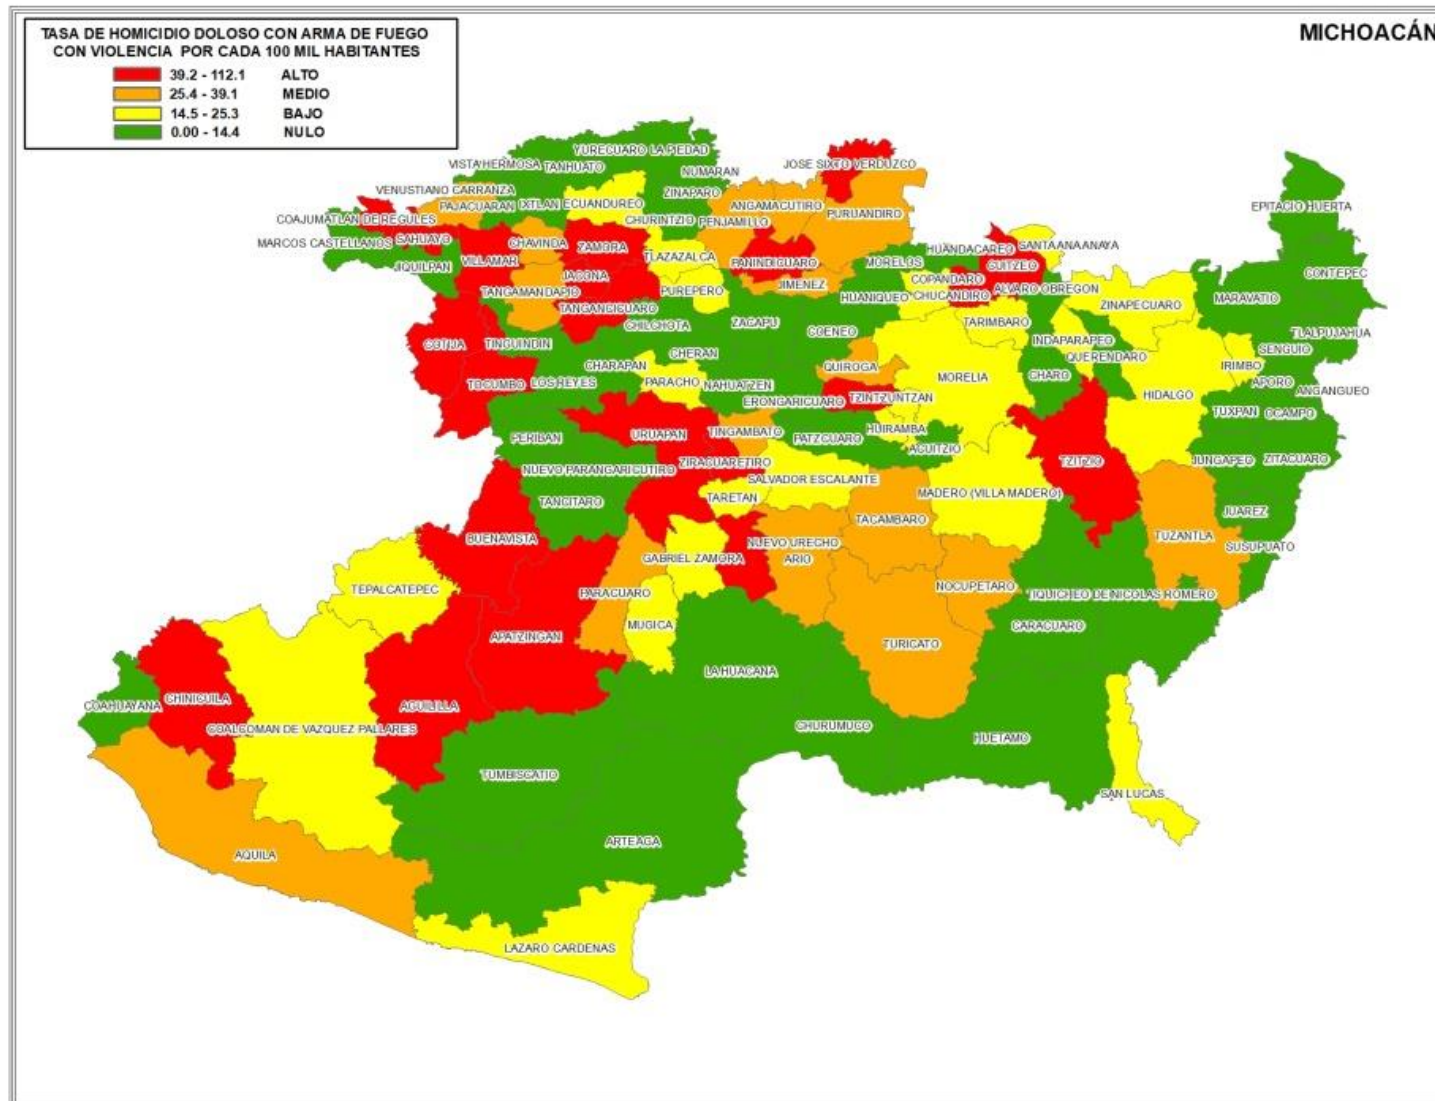 MICHOACÁN
TASA DE HOMICIDIO DOLOSO CON ARMA DE FUEGO
CON VIOLENCIA POR CADA 100 MIL HABITANTES
39.2 - 112.1 ALTO
25.4 - 39.1 MEDIO
14.5 - 25.3 BAJO
0.00 - 14.4 NULO
YURECUARO LA PIEDAD
VISTA HERMOSA
TANHUATO
NUMARAN
JOSE SIXTO VERDUZCO
VENUSTIANO CARRANZA
ZINAPARO
PAJACUARAN
IXTLAN
ECUANDUREO
ANGAMACUTIRO
EPITACIO HUERTA
COAJUMATLAN DE REGULES
CHURINTZIO
PENJAMILLO
PURUANDIRO
MARCOS CASTELLANOS
SAHUAYO
CHAVINDA
ZAMORA
HUANDACAREO
SANTA ANA ANAYA
JIQUILPAN
VILLAMAR
TLAZAZALCA
PANINDICUARO
MORELOS
CUITZEO
JACONA
CONTEPEC
TANGAMANDAPIO
PUREPERO
JIMENEZ
COPANDARO
ALVARO OBREGON
HUANIQUEO
CHUCANDIRO
ZINAPECUARO
MARAVATIO
TANGANCICUARO
CHILCHOTA
ZACAPU
TARIMBARO
COTIJA
TINGUINDIN
COENEO
INDAPARAPEO
TLALPUJAHUA
CHERAN
QUERENDARO
SENGUIO
CHARAPAN
QUIROGA
IRIMBO
TOCUMBO
LOS REYES
PARACHO
NAHUATZEN
MORELIA
CHARO
APORO
ANGANGUEO
ERONGARICUARO
TZINTZUNTZAN
HIDALGO
TUXPAN
OCAMPO
PERIBAN
URUAPAN
TINGAMBATO
PATZCUARO
HUIRAMBA
ACUITZIO
ZIRACUARETIRO
TZITZIO
JUNGAPEO
ZITACUARO
NUEVO PARANGARICUTIRO
SALVADOR ESCALANTE
TANCITARO
TARETAN
MADERO (VILLA MADERO)
JUAREZ
TACAMBARO
BUENAVISTA
TUZANTLA
NUEVO URECHO
SUSUPUATO
GABRIEL ZAMORA
ARIO
TEPALCATEPEC
NOCUPETARO
PARACUARO
TIQUICHEO DE NICOLAS ROMERO
MUGICA
CARACUARO
APATZINGAN
TURICATO
LA HUACANA
CHINICUILA
COAHUAYANA
AGUILILLA
COALCOMAN DE VAZQUEZ PALLARES
CHURUMUCO
HUETAMO
TUMBISCATIO
SAN LUCAS
ARTEAGA
AQUILA
LAZARO CARDENAS